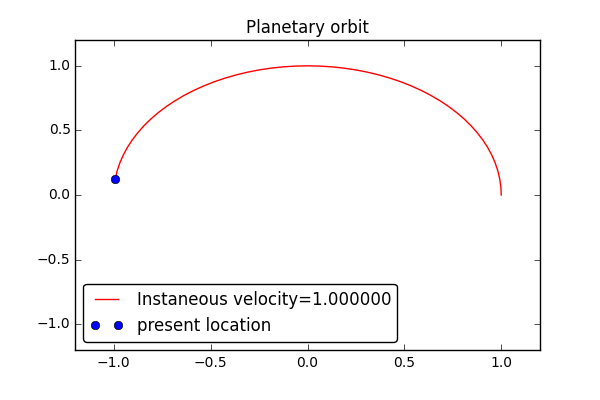 Planetary orbit
1.0
0.5
0.0
−0.5
−1.0
Instaneous velocity=1.000000
present location
−1.0 −0.5 0.0 0.5 1.0